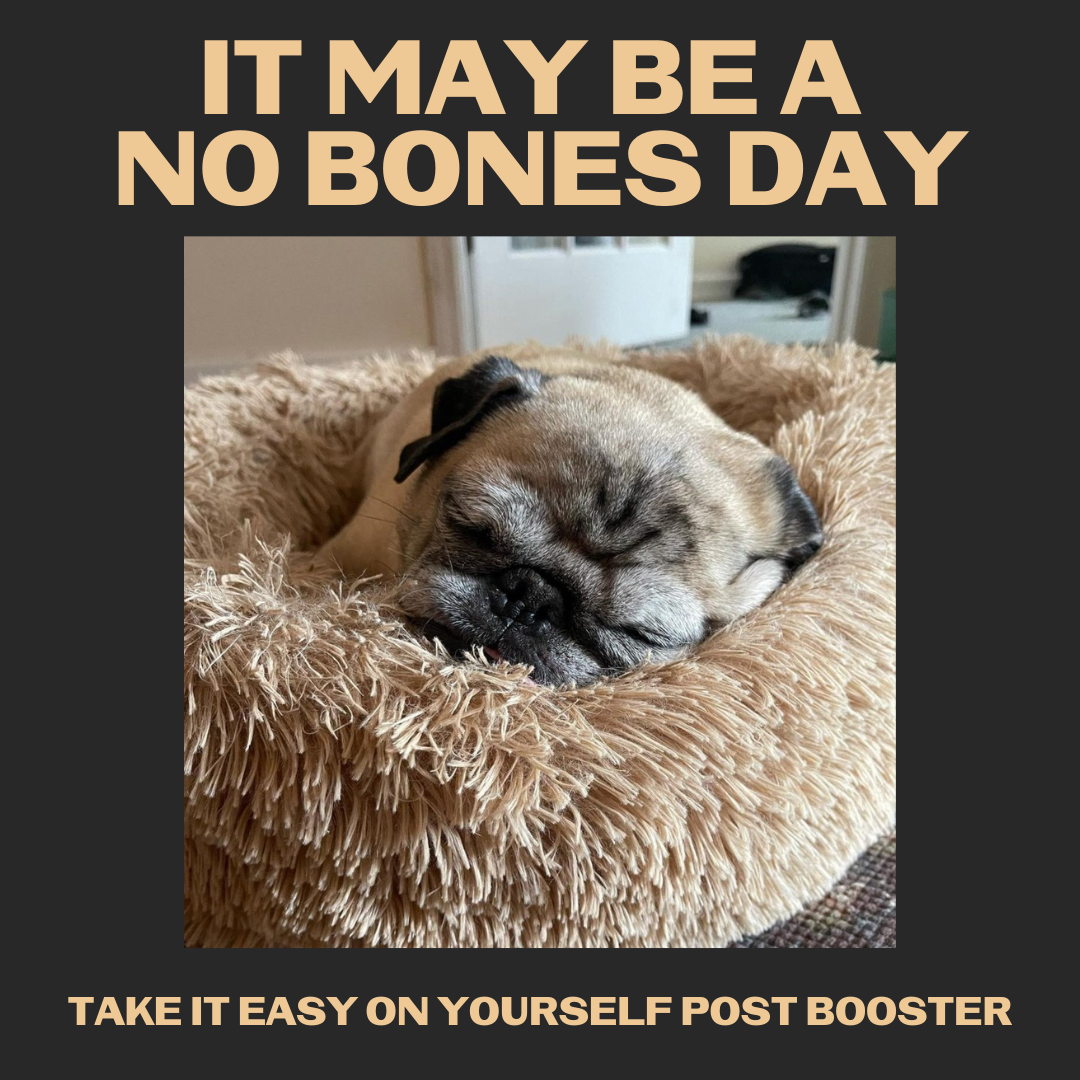 IT MAY BE A
NO BONES DAY
TAKE IT EASY ON YOURSELF POST BOOSTER